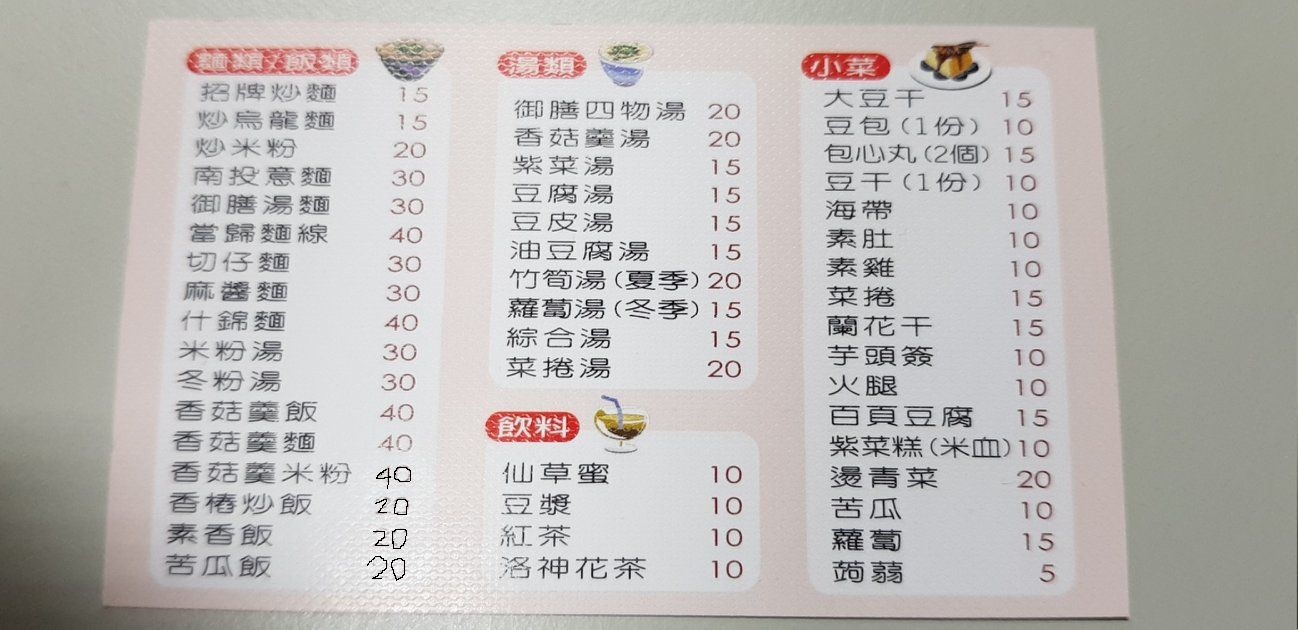 麵類/飯類
招牌炒麵 15
炒烏龍麵 15
炒米粉 20
南投意麵 30
御膳湯麵 30
當歸麵線 40
切仔麵 30
麻醬麵 30
什錦麵 40
米粉湯 30
冬粉湯 30
香菇羹飯 40
香菇羹麵 40
香菇羹米粉 40
香椿炒飯 20
素香飯 20
苦瓜飯 20
湯類
御膳四物湯 20
香菇羹湯 20
紫菜湯 15
豆腐湯 15
豆皮湯 15
油豆腐湯 15
竹筍湯(夏季) 20
蘿蔔湯(冬季) 15
綜合湯 15
菜捲湯 20
飲料
仙草蜜 10
豆漿 10
紅茶 10
洛神花茶 10
小菜
大豆干 15
豆包(1份) 10
包心丸(2個) 15
豆干(1份) 10
海帶 10
素肚 10
素雞 10
菜捲 15
蘭花干 15
芋頭簽 10
火腿 10
百頁豆腐 15
紫菜糕(米血) 10
燙青菜 20
苦瓜 10
蘿蔔 15
蒟蒻 5